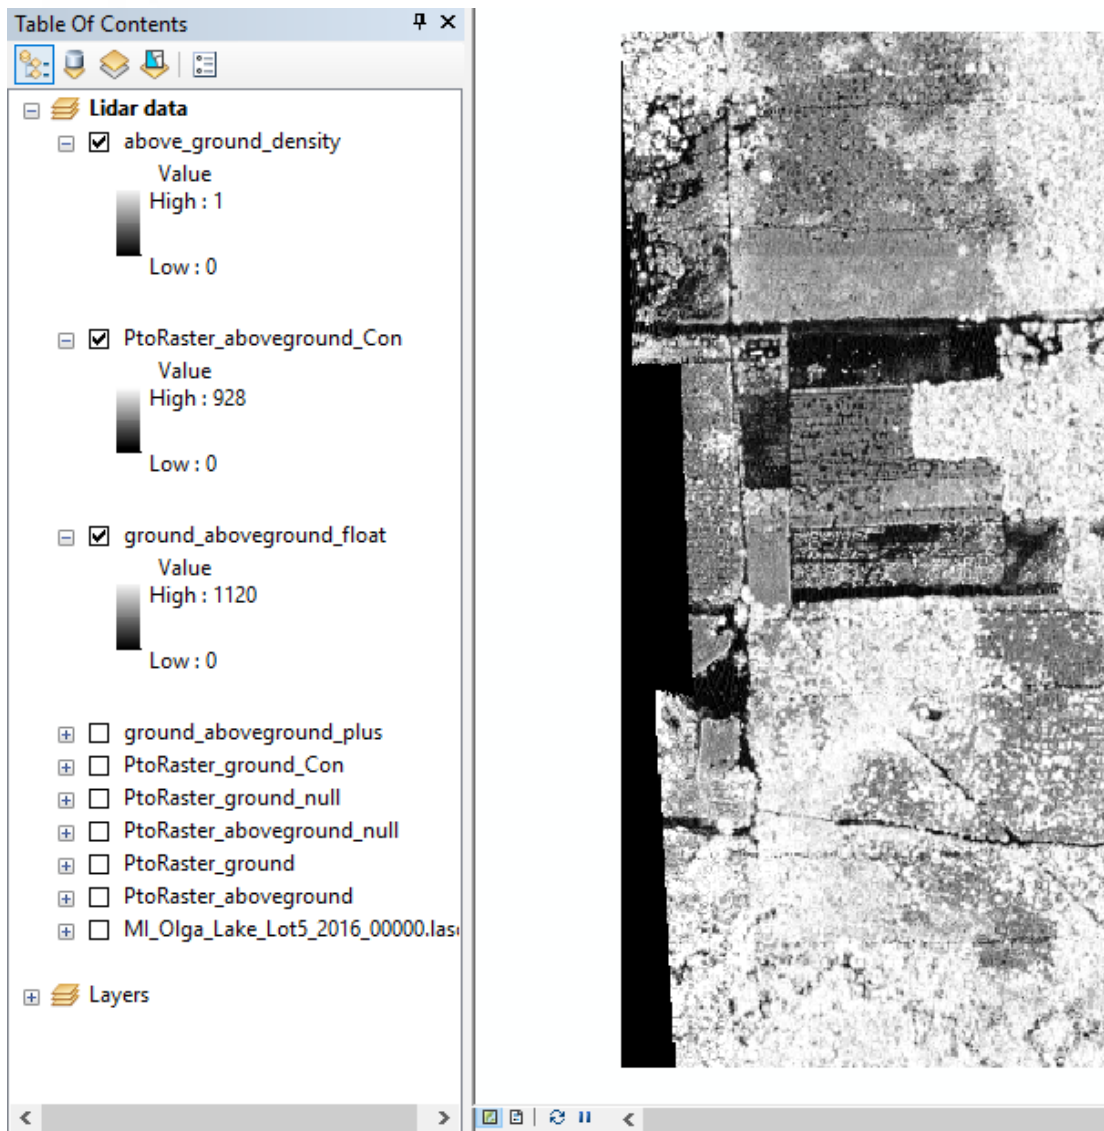 Table Of Contents
Lidar data
above_ground_density
Value
High : 1
Low : 0
PtoRaster_aboveground_Con
Value
High : 928
Low : 0
ground_aboveground_float
Value
High : 1120
Low : 0
ground_aboveground_plus
PtoRaster_ground_Con
PtoRaster_ground_null
PtoRaster_aboveground_null
PtoRaster_ground
PtoRaster_aboveground
MI_Olga_Lake_Lot5_2016_00000.las
Layers